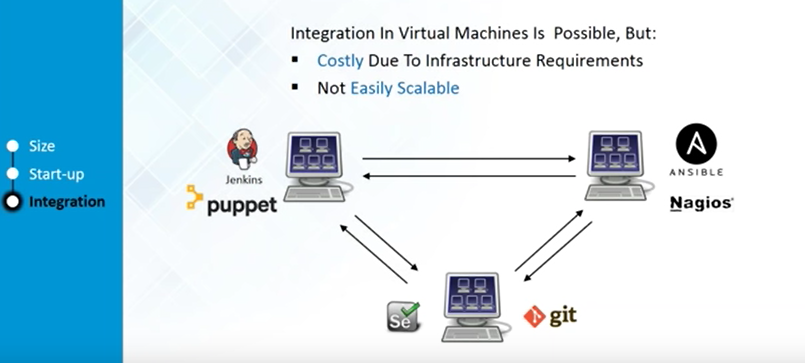 Integration In Virtual Machines Is Possible, But:
▪ Costly Due To Infrastructure Requirements
▪ Not Easily Scalable
Size
Start-up
Integration
Jenkins
puppet
ANSIBLE
Nagios®
Se
git